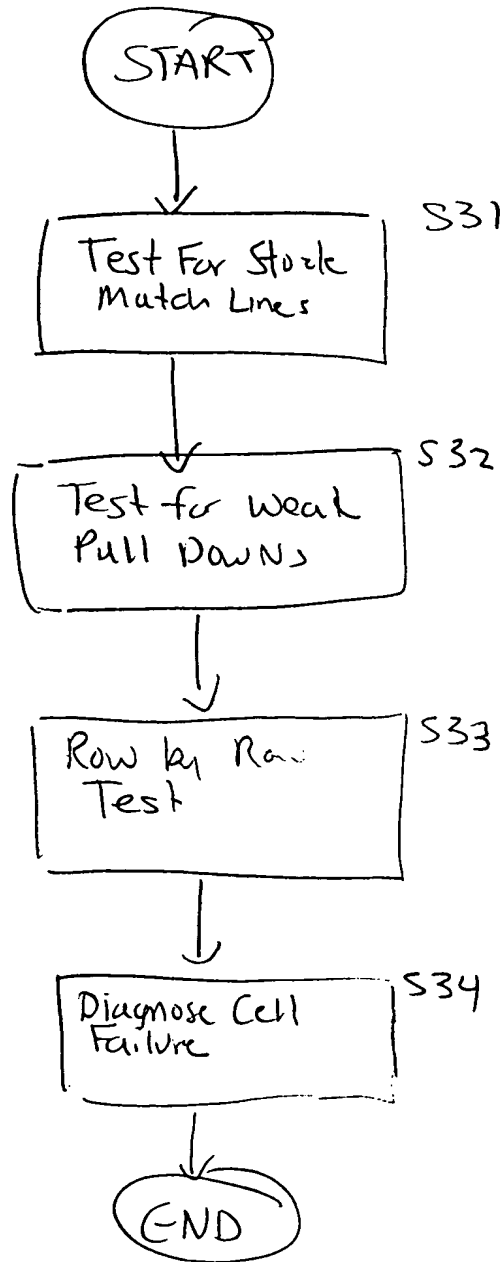 START
S31
Test For Stuck
Match Lines
S32
Test for Weak
Pull Downs
S33
Row by Row
Test
S34
Diagnose Cell
Failure
END